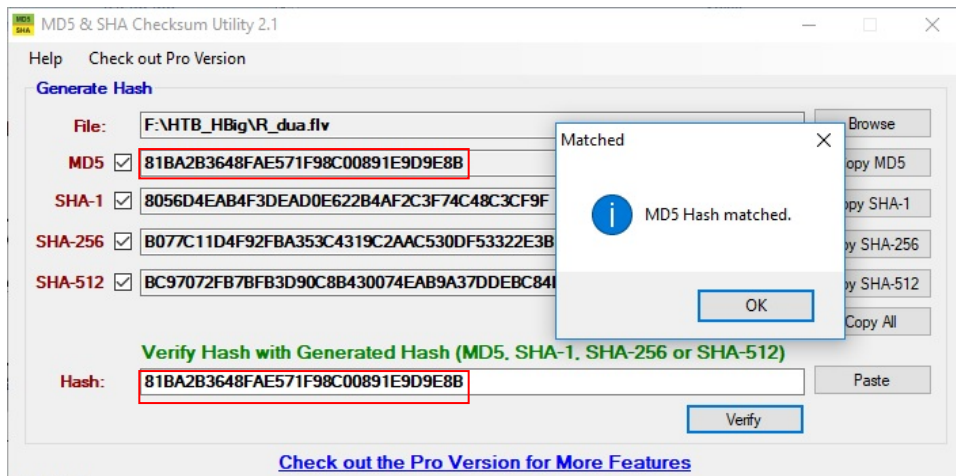 MD5 SHA MD5 & SHA Checksum Utility 2.1
Help Check out Pro Version
Generate Hash
File: F:\HTB_HBig\R_dua.flv Browse
Matched
MD5 81BA2B3648FAE571F98C00891E9D9E8B opy MD5
SHA-1 8056D4EAB4F3DEAD0E622B4AF2C3F74C48C3CF9F opy SHA-1
MD5 Hash matched.
SHA-256 B077C11D4F92FBA353C4319C2AAC530DF53322E3B y SHA-256
SHA-512 BC97072FB7BFB3D90C8B430074EAB9A37DDEBC84 y SHA-512
OK
Copy All
Verify Hash with Generated Hash (MD5, SHA-1, SHA-256 or SHA-512)
Hash: 81BA2B3648FAE571F98C00891E9D9E8B Paste
Verify
Check out the Pro Version for More Features